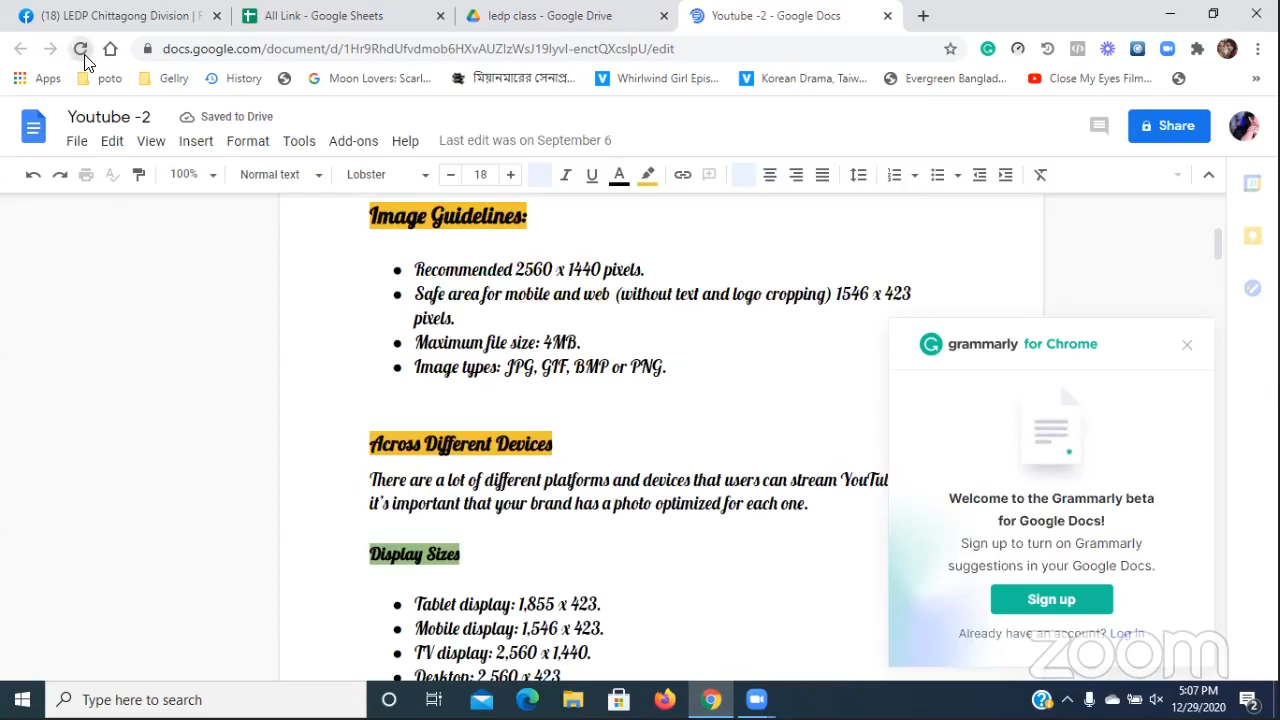 (18) LEDP Chittagong Division | F
All Link - Google Sheets
ledp class - Google Drive
Youtube -2 - Google Docs
docs.google.com/document/d/1Hr9RhdUfvdmob6HXvAUZIzWsJ19lyvI-enctQXcsIpU/edit
Apps
poto
Gellry
History
Moon Lovers: Scarl...
মিয়ানমারের সেনাপ্র...
Whirlwind Girl Epis...
Korean Drama, Taiw...
Evergreen Banglad...
Close My Eyes Film...
»
Youtube -2
Saved to Drive
File Edit View Insert Format Tools Add-ons Help
Last edit was on September 6
Share
100%
Normal text
Lobster
18
Image Guidelines:
● Recommended 2560 x 1440 pixels.
● Safe area for mobile and web (without text and logo cropping) 1546 x 423
pixels.
● Maximum file size: 4MB.
● Image types: JPG, GIF, BMP or PNG.
Across Different Devices
There are a lot of different platforms and devices that users can stream YouTu
it's important that your brand has a photo optimized for each one.
Display Sizes
● Tablet display: 1,855 x 423.
● Mobile display: 1,546 x 423.
● TV display: 2,560 x 1,440.
● Desktop: 2,560 x 423
grammarly for Chrome
Welcome to the Grammarly beta
for Google Docs!
Sign up to turn on Grammarly
suggestions in your Google Docs.
Sign up
Already have an account? Log in
zoom
Type here to search
5:07 PM
12/29/2020
2